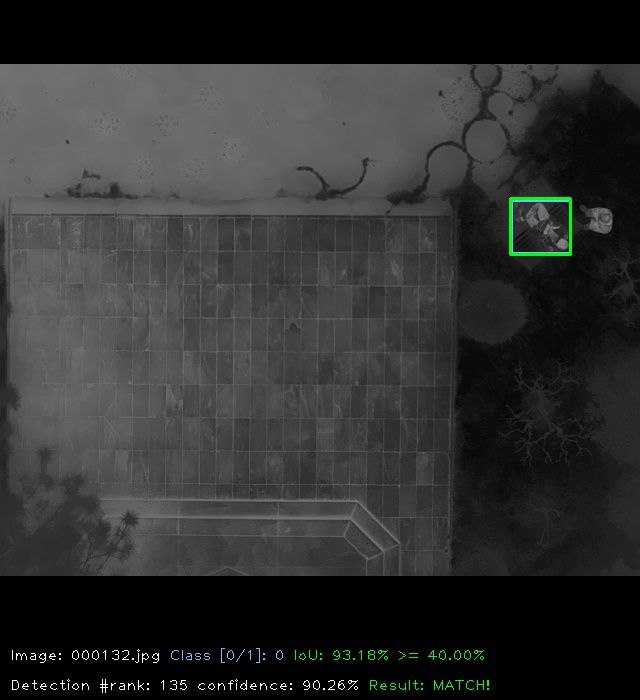 Image: 000132.jpg Class [0/1]: 0 IoU: 93.18% >= 40.00%
Detection #rank: 135 confidence: 90.26% Result: MATCH!